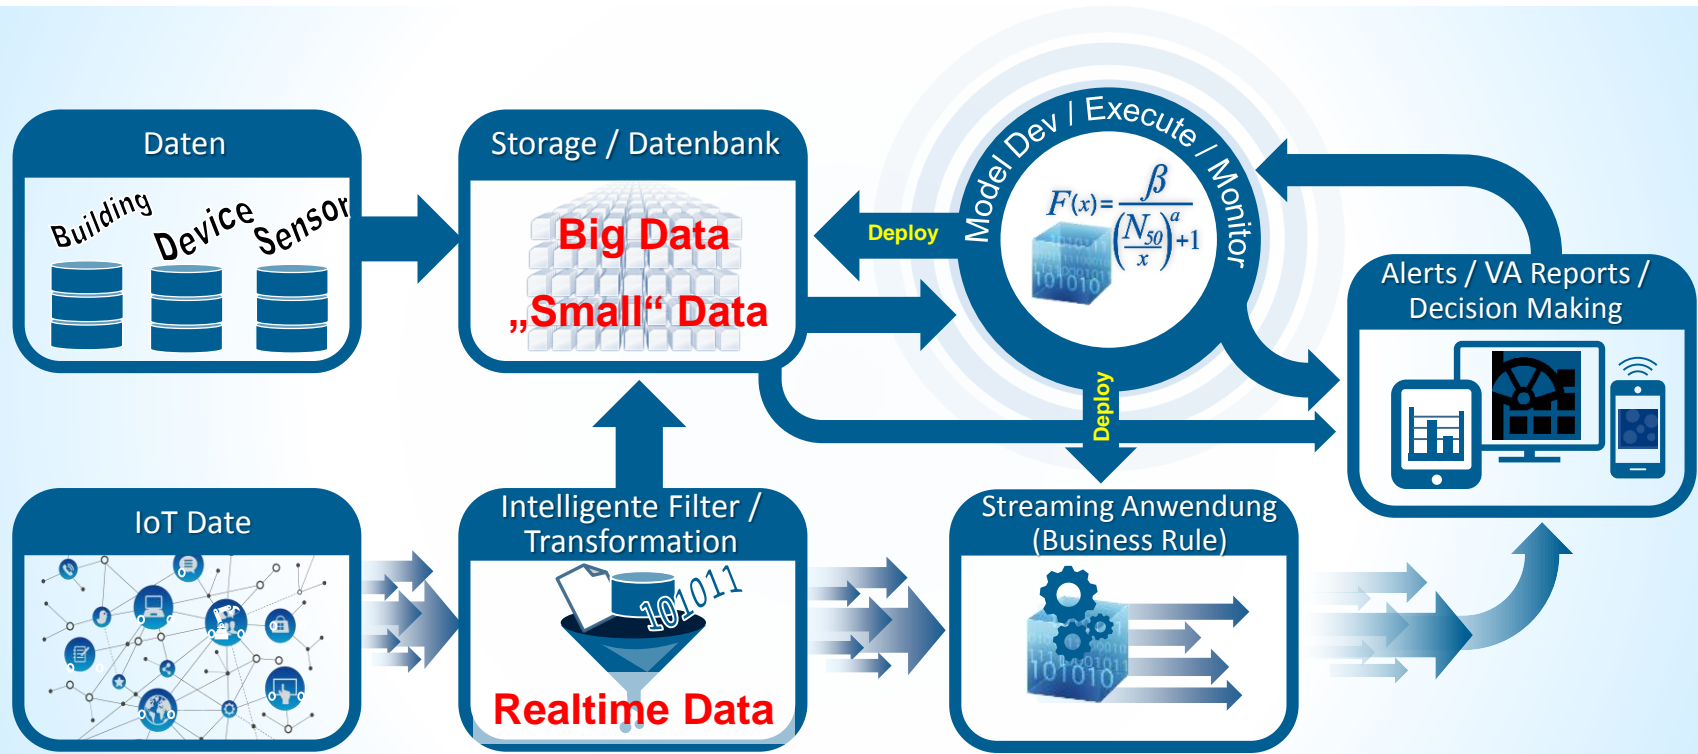 Daten
Building
Device
Sensor
Storage / Datenbank
Big Data
„Small“ Data
Deploy
Model Dev / Execute / Monitor
F(x)= β
(N50
x)a+1
101010
Deploy
Alerts / VA Reports /
Decision Making
IoT Date
Intelligente Filter /
Transformation
101011
Realtime Data
Streaming Anwendung
(Business Rule)
101010